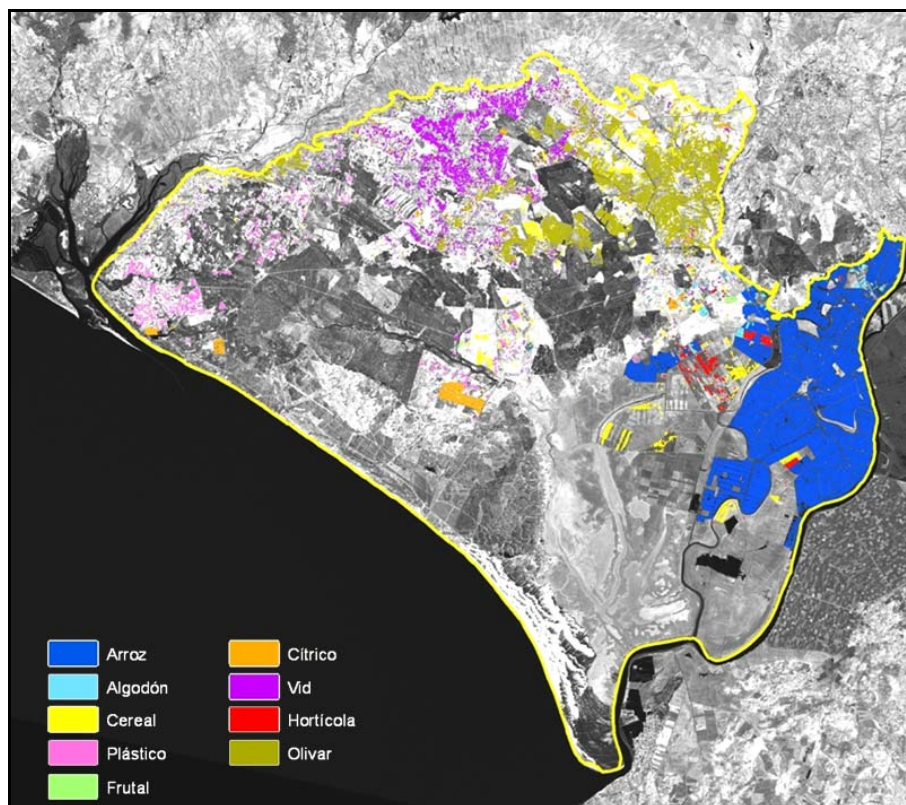 Arroz
Algodón
Cereal
Plástico
Frutal
Cítrico
Vid
Hortícola
Olivar